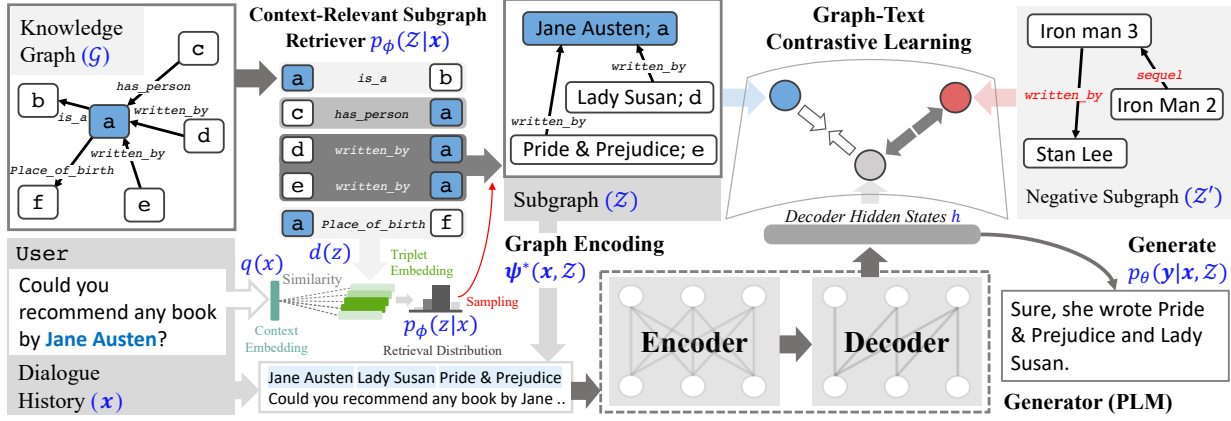 Knowledge
Graph (𝒢)
c
b
a
d
f
e
has_person
is_a
written_by
written_by
Place_of_birth
Context-Relevant Subgraph
Retriever pϕ(𝒵|x)
a is_a b
c has_person a
d written_by a
e written_by a
a Place_of_birth f
Jane Austen; a
written_by
written_by
Lady Susan; d
Pride & Prejudice; e
Subgraph (𝒵)
Graph-Text
Contrastive Learning
Iron man 3
sequel
written_by
Iron Man 2
Stan Lee
Negative Subgraph (𝒵′)
Decoder Hidden States h
User
Could you
recommend any book
by Jane Austen?
Dialogue
History (x)
q(x)
d(z)
Similarity
Triplet
Embedding
Context
Embedding
pϕ(z|x)
Retrieval Distribution
Sampling
Graph Encoding
ψ*(x, 𝒵)
Jane Austen Lady Susan Pride & Prejudice
Could you recommend any book by Jane ..
Encoder
Decoder
Generate
pθ(y|x, 𝒵)
Sure, she wrote Pride
& Prejudice and Lady
Susan.
Generator (PLM)